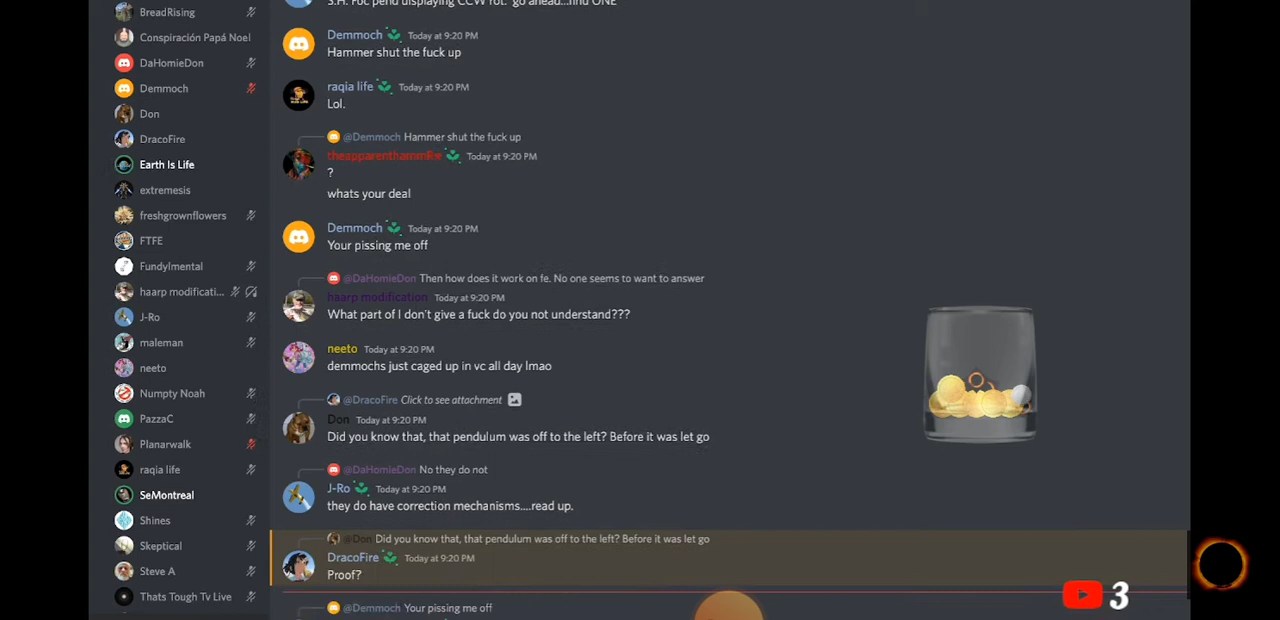 BreadRising
Conspiración Papá Noel
DaHomieDon
Demmoch
Don
DracoFire
Earth Is Life
extremesis
freshgrownflowers
FTFE
Fundylmental
haarp modificati...
J-Ro
maleman
neeto
Numpty Noah
PazzaC
Planarwalk
raqia life
SeMontreal
Shines
Skeptical
Steve A
Thats Tough Tv Live
S.H. Foc pend displaying CCW rot. go ahead...find ONE
Demmoch Today at 9:20 PM
Hammer shut the fuck up
raqia life Today at 9:20 PM
Lol.
@Demmoch Hammer shut the fuck up
theapparenthammRr Today at 9:20 PM
?
whats your deal
Demmoch Today at 9:20 PM
Your pissing me off
@DaHomieDon Then how does it work on fe. No one seems to want to answer
haarp modification Today at 9:20 PM
What part of I don't give a fuck do you not understand???
neeto Today at 9:20 PM
demmochs just caged up in vc all day lmao
@DracoFire Click to see attachment
Don Today at 9:20 PM
Did you know that, that pendulum was off to the left? Before it was let go
@DaHomieDon No they do not
J-Ro Today at 9:20 PM
they do have correction mechanisms....read up.
@Don Did you know that, that pendulum was off to the left? Before it was let go
DracoFire Today at 9:20 PM
Proof?
@Demmoch Your pissing me off
3